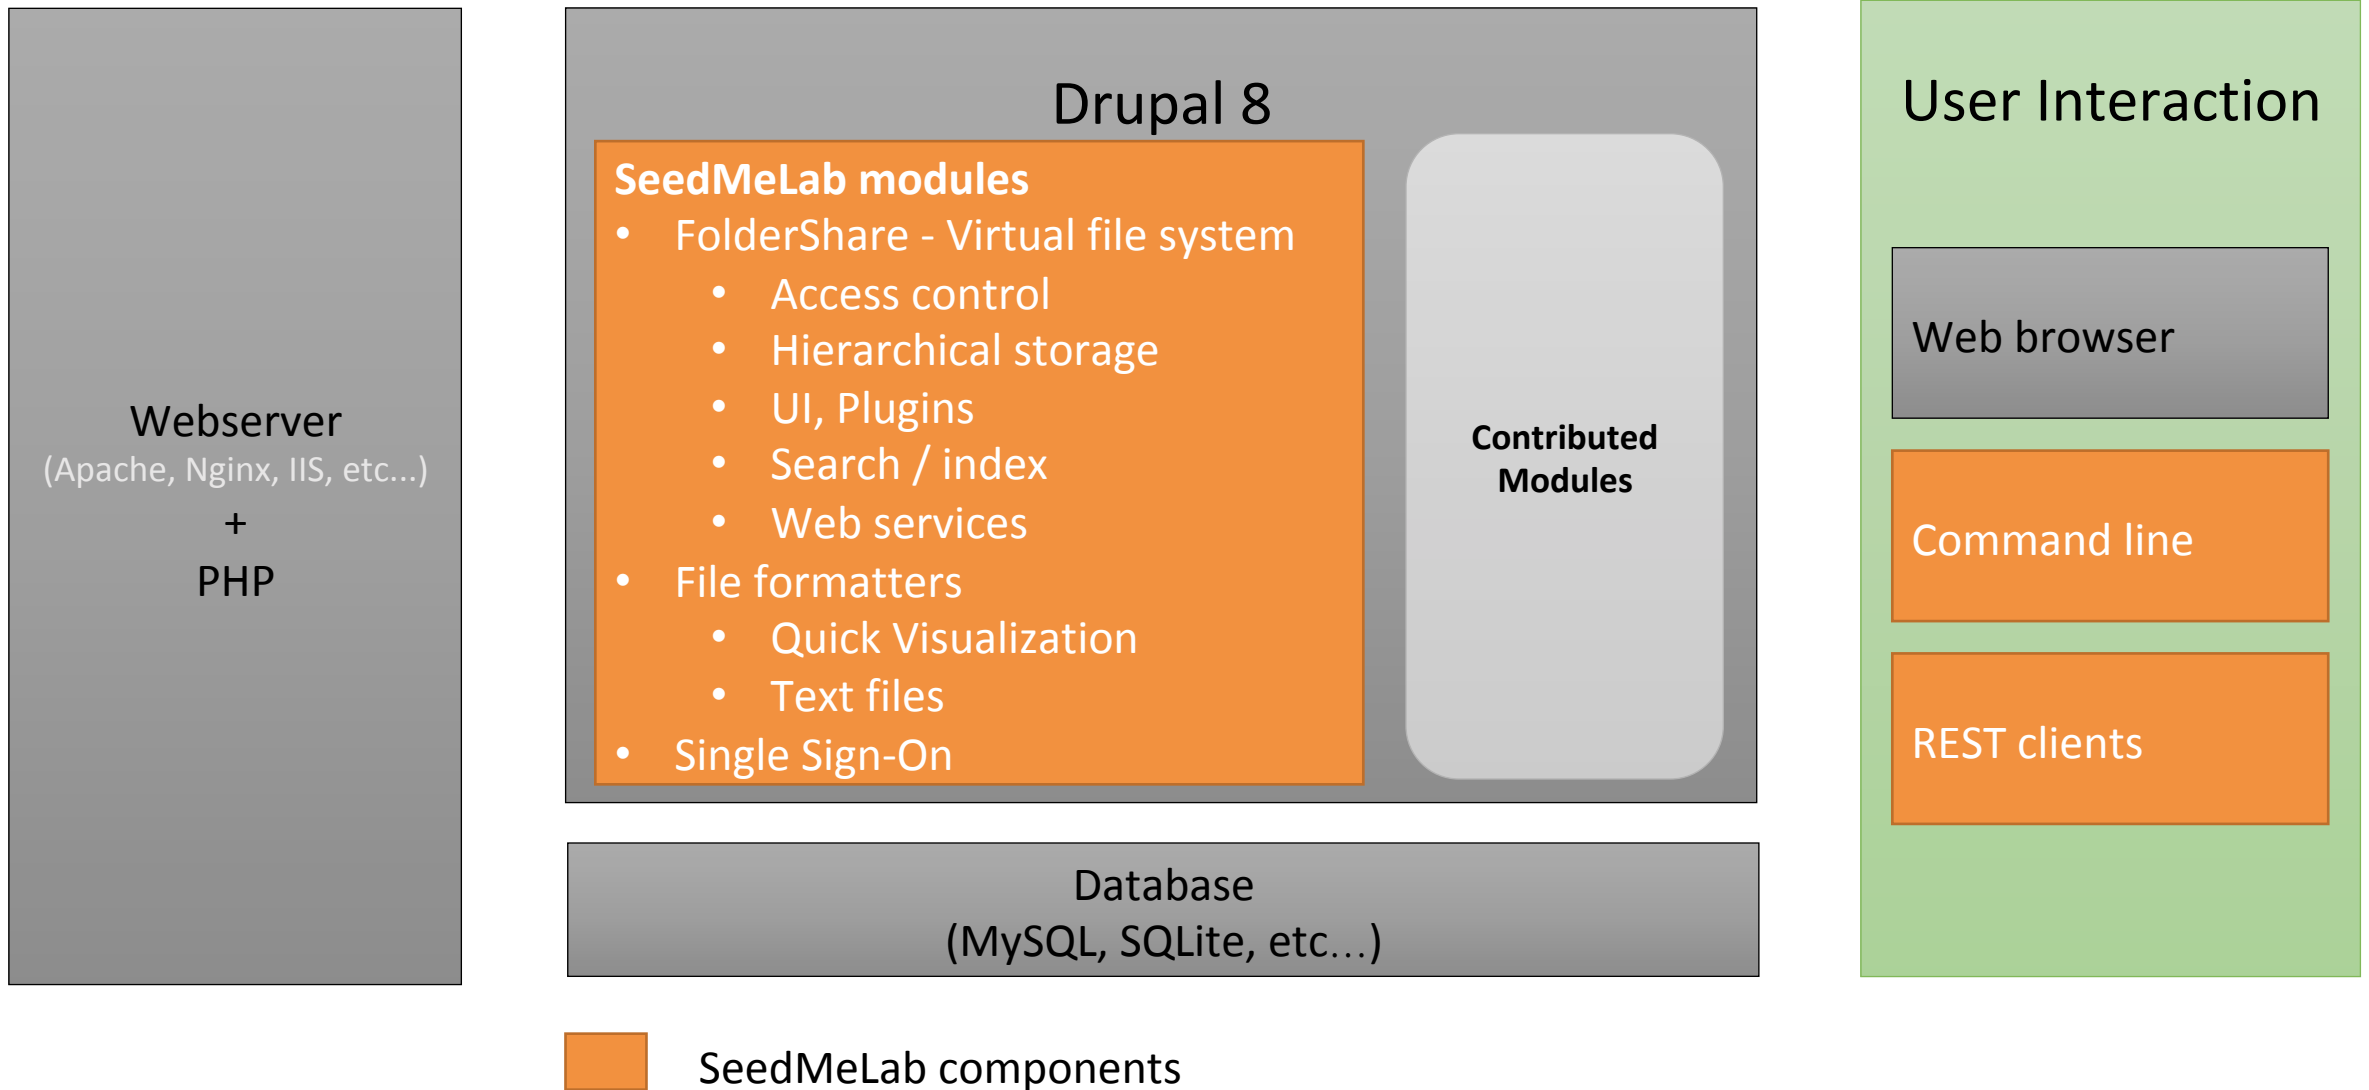 Webserver
(Apache, Nginx, IIS, etc...)
+
PHP
Drupal 8
SeedMeLab modules
• FolderShare - Virtual file system
• Access control
• Hierarchical storage
• UI, Plugins
• Search / index
• Web services
• File formatters
• Quick Visualization
• Text files
• Single Sign-On
Contributed
Modules
Database
(MySQL, SQLite, etc...)
User Interaction
Web browser
Command line
REST clients
SeedMeLab components